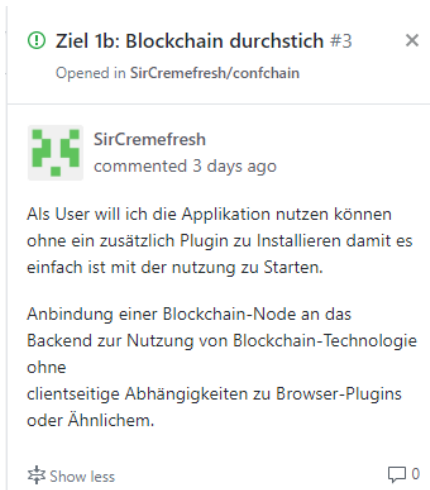 Ziel 1b: Blockchain durchstich #3
Opened in SirCremefresh/confchain
SirCremefresh
commented 3 days ago
Als User will ich die Applikation nutzen können
ohne ein zusätzlich Plugin zu Installieren damit es
einfach ist mit der nutzung zu Starten.
Anbindung einer Blockchain-Node an das
Backend zur Nutzung von Blockchain-Technologie
ohne
clientseitige Abhängigkeiten zu Browser-Plugins
oder Ähnlichem.
Show less 0